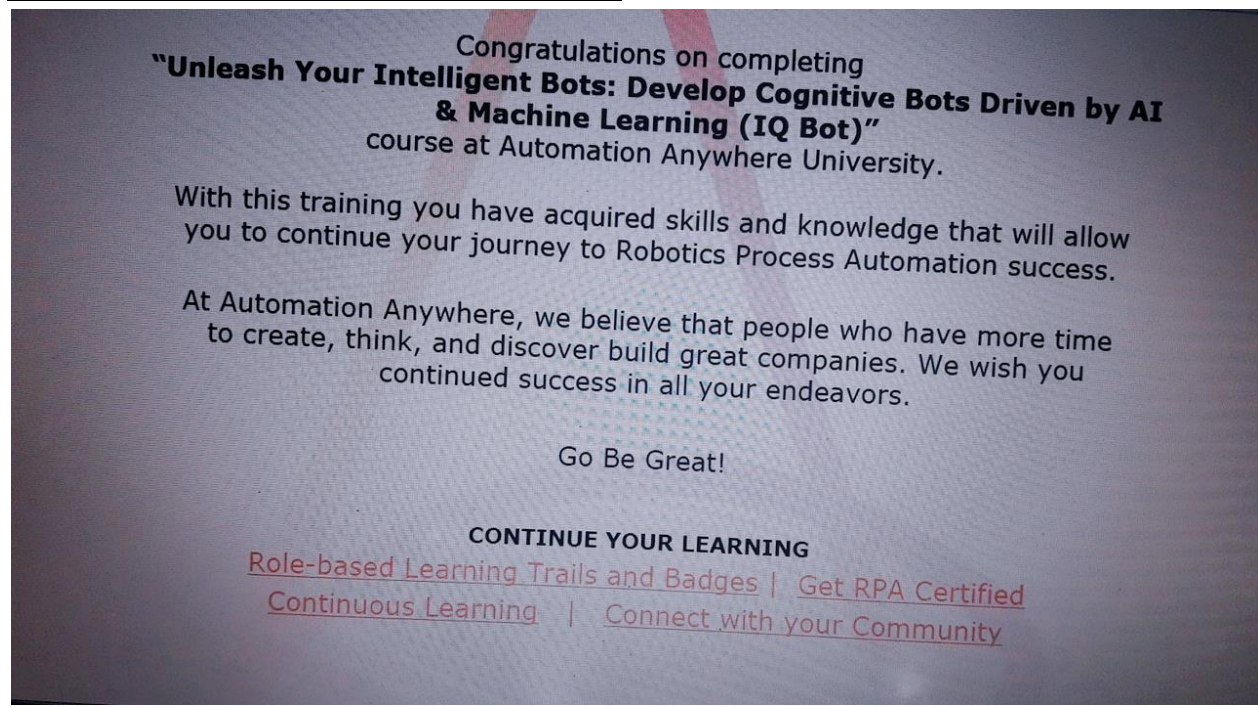 Congratulations on completing
“Unleash Your Intelligent Bots: Develop Cognitive Bots Driven by AI
& Machine Learning (IQ Bot)”
course at Automation Anywhere University.
With this training you have acquired skills and knowledge that will allow
you to continue your journey to Robotics Process Automation success.
At Automation Anywhere, we believe that people who have more time
to create, think, and discover build great companies. We wish you
continued success in all your endeavors.
Go Be Great!
CONTINUE YOUR LEARNING
Role-based Learning Trails and Badges | Get RPA Certified
Continuous Learning | Connect with your Community